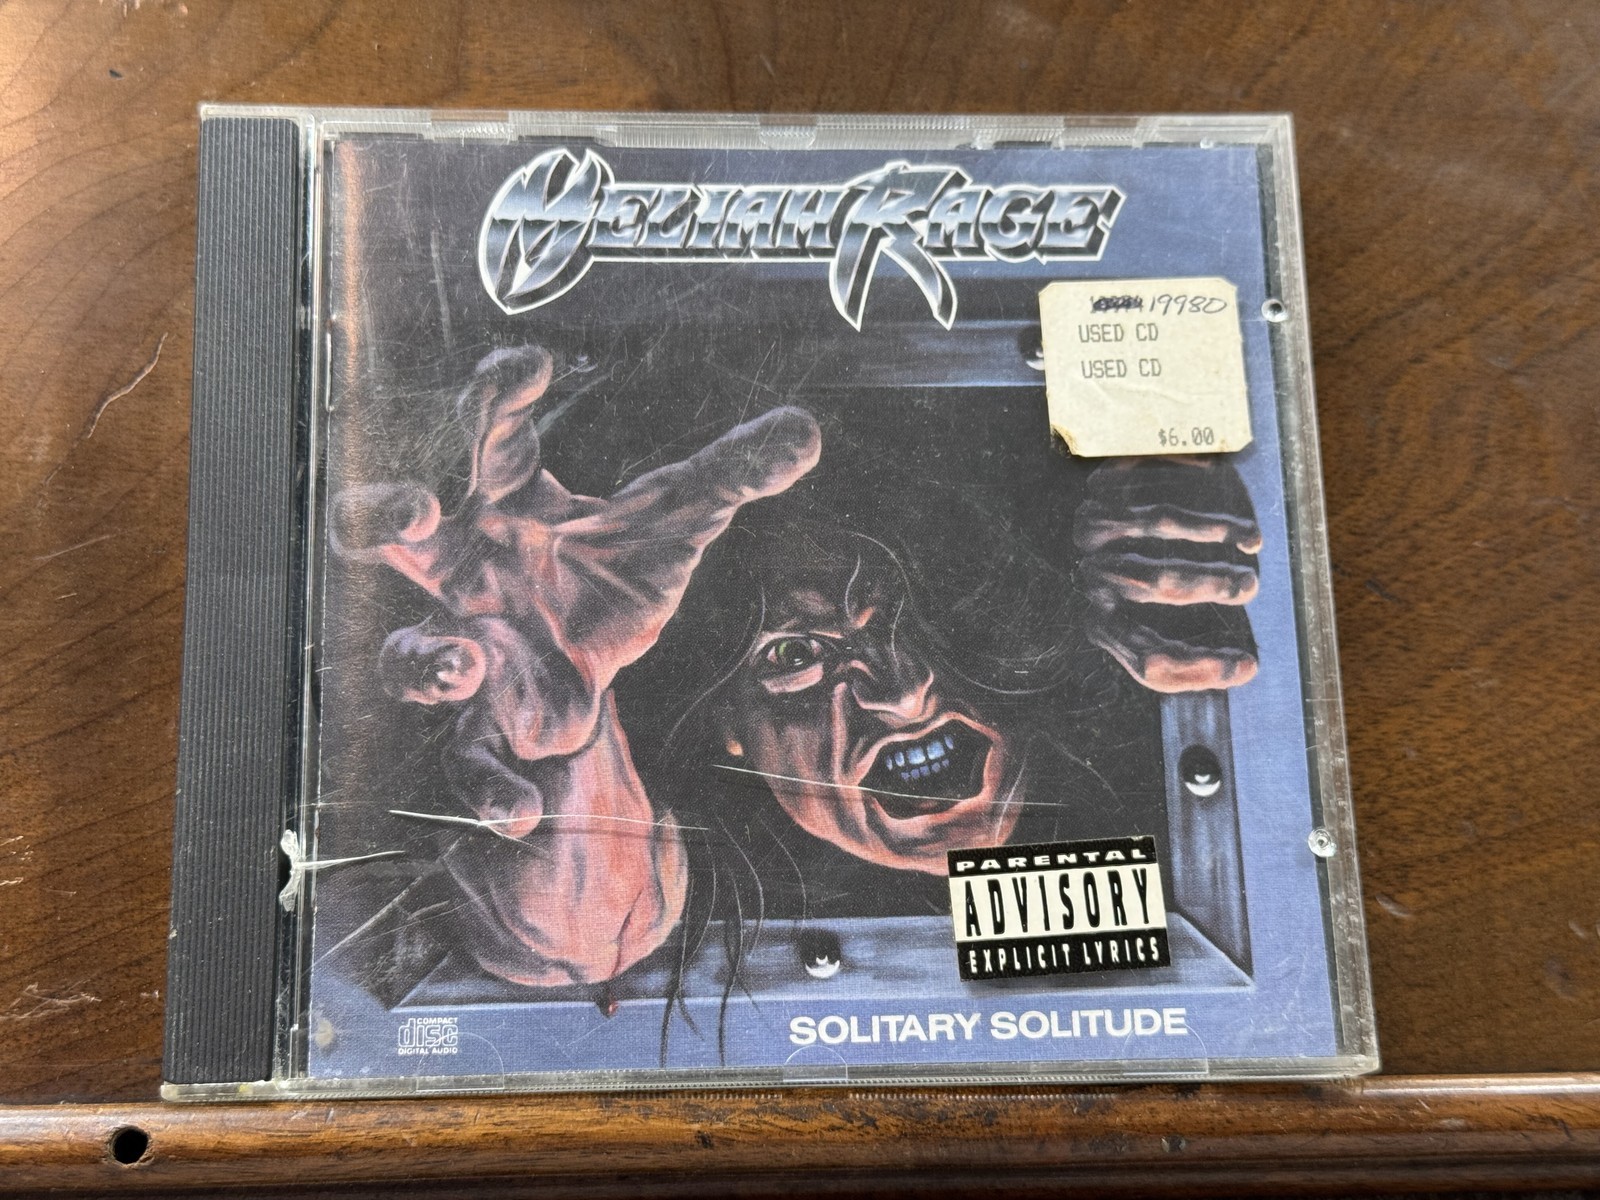 MELIAH RAGE
19980
USED CD
USED CD
$6.00
PARENTAL
ADVISORY
EXPLICIT LYRICS
COMPACT
disc
DIGITAL AUDIO
SOLITARY SOLITUDE